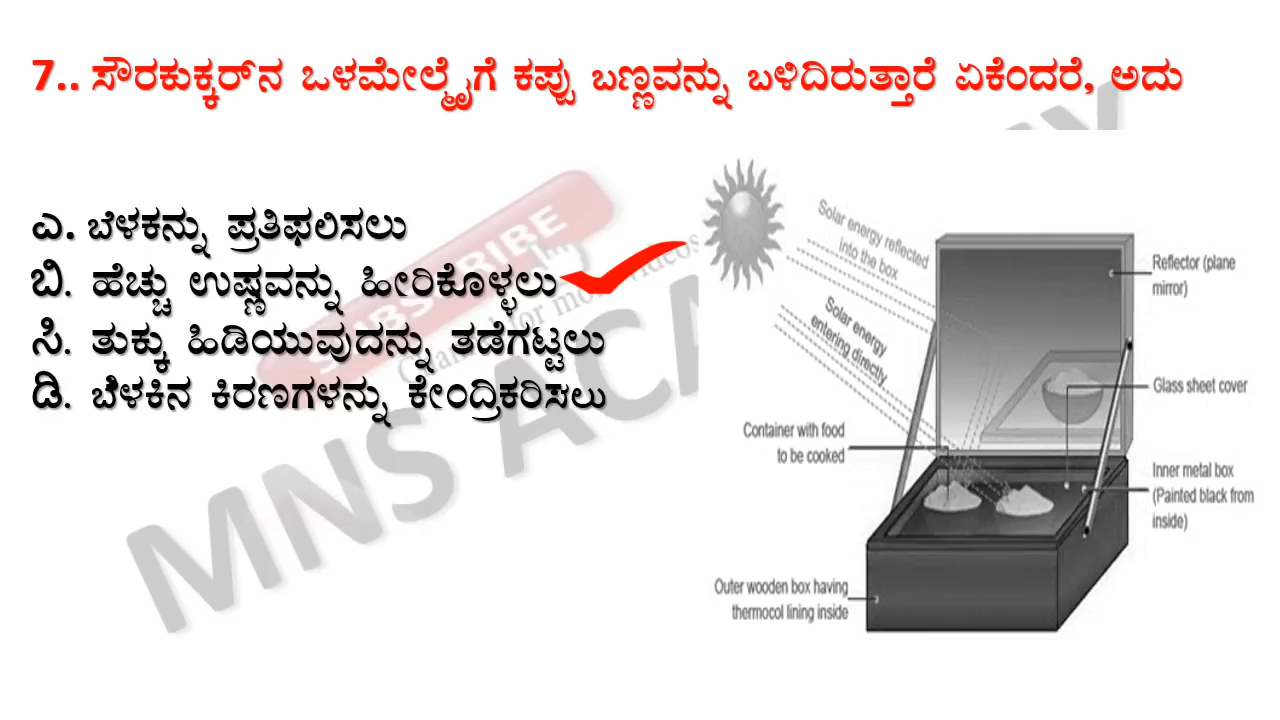 7.. ಸೌರಕುಕ್ಕರ್‌ನ ಒಳಮೇಲ್ಮೈಗೆ ಕಪ್ಪು ಬಣ್ಣವನ್ನು ಬಳಿದಿರುತ್ತಾರೆ ಏಕೆಂದರೆ, ಅದು
ಎ. ಬೆಳಕನ್ನು ಪ್ರತಿಫಲಿಸಲು
ಬಿ. ಹೆಚ್ಚು ಉಷ್ಣವನ್ನು ಹೀರಿಕೊಳ್ಳಲು
ಸಿ. ತುಕ್ಕು ಹಿಡಿಯುವುದನ್ನು ತಡೆಗಟ್ಟಲು
ಡಿ. ಬೆಳಕಿನ ಕಿರಣಗಳನ್ನು ಕೇಂದ್ರಿಕರಿಸಲು
SUBSCRIBE
for more videos
MNS ACA
Solar energy reflected
into the box
Solar energy
entering directly
Reflector (plane
mirror)
Glass sheet cover
Container with food
to be cooked
Inner metal box
(Painted black from
inside)
Outer wooden box having
thermocol lining inside